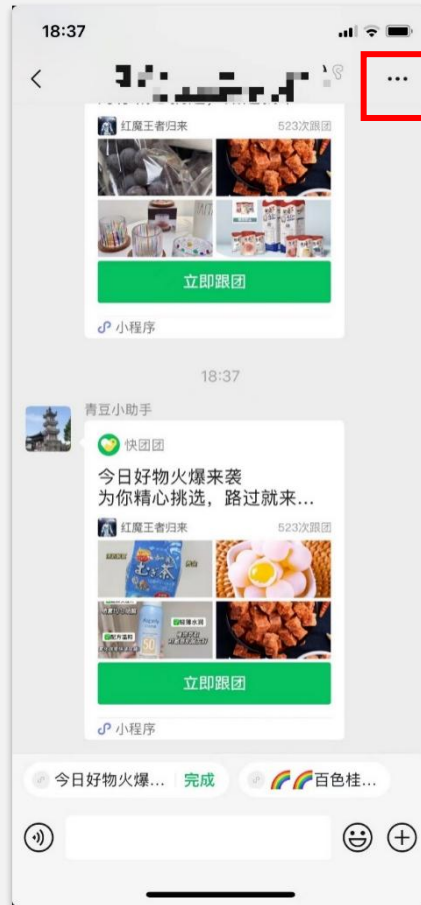 18:37
红魔王者归来
523次跟团
立即跟团
小程序
18:37
青豆小助手
快团团
今日好物火爆来袭
为你精心挑选，路过就来...
红魔王者归来
523次跟团
むぎ茶
50
立即跟团
小程序
今日好物火爆...
完成
🌈🌈百色桂...